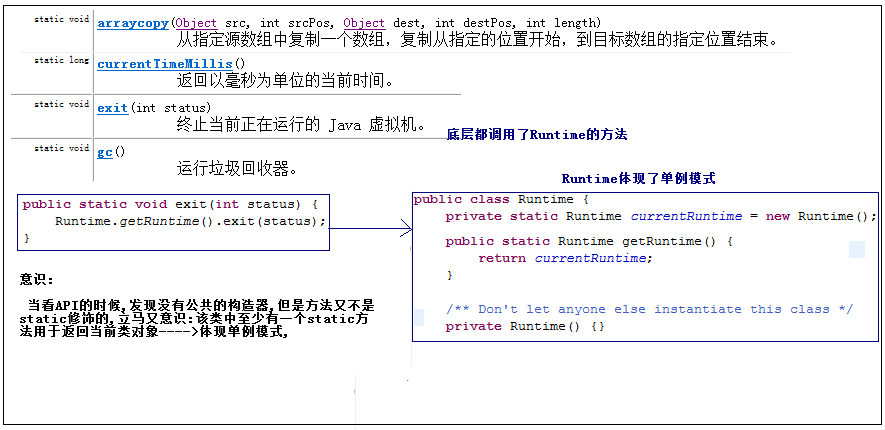 static void arraycopy(Object src, int srcPos, Object dest, int destPos, int length)
从指定源数组中复制一个数组，复制从指定的位置开始，到目标数组的指定位置结束。
static long currentTimeMillis()
返回以毫秒为单位的当前时间。
static void exit(int status)
终止当前正在运行的 Java 虚拟机。
底层都调用了Runtime的方法
static void gc()
运行垃圾回收器。
Runtime体现了单例模式
public static void exit(int status) {
Runtime.getRuntime().exit(status);
}
public class Runtime {
private static Runtime currentRuntime = new Runtime();
public static Runtime getRuntime() {
return currentRuntime;
}
/** Don't let anyone else instantiate this class */
private Runtime() {}
意识:
当看API的时候,发现没有公共的构造器,但是方法又不是
static修饰的,立马又意识:该类中至少有一个static方
法用于返回当前类对象---->体现单例模式,